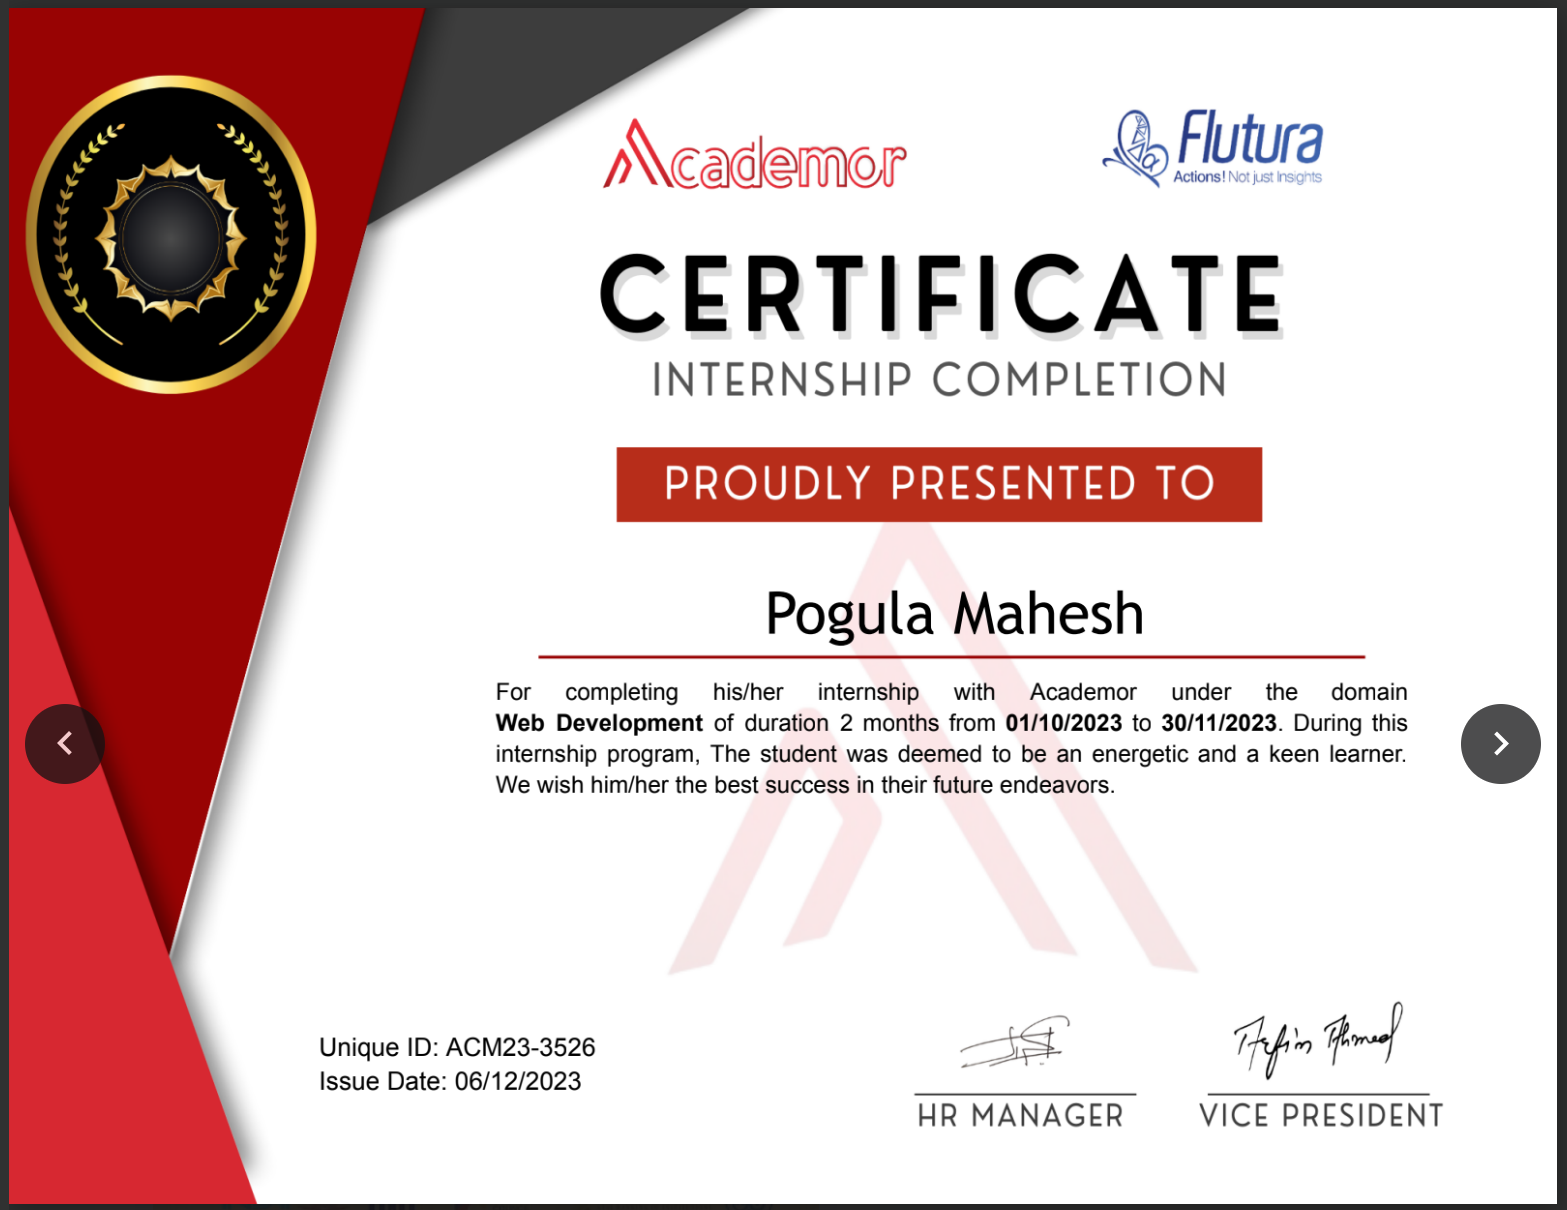 Academor
Flutura
Actions! Not just Insights
CERTIFICATE
INTERNSHIP COMPLETION
PROUDLY PRESENTED TO
Pogula Mahesh
For completing his/her internship with Academor under the domain
Web Development of duration 2 months from 01/10/2023 to 30/11/2023. During this
internship program, The student was deemed to be an energetic and a keen learner.
We wish him/her the best success in their future endeavors.
Unique ID: ACM23-3526
Issue Date: 06/12/2023
HR MANAGER
VICE PRESIDENT